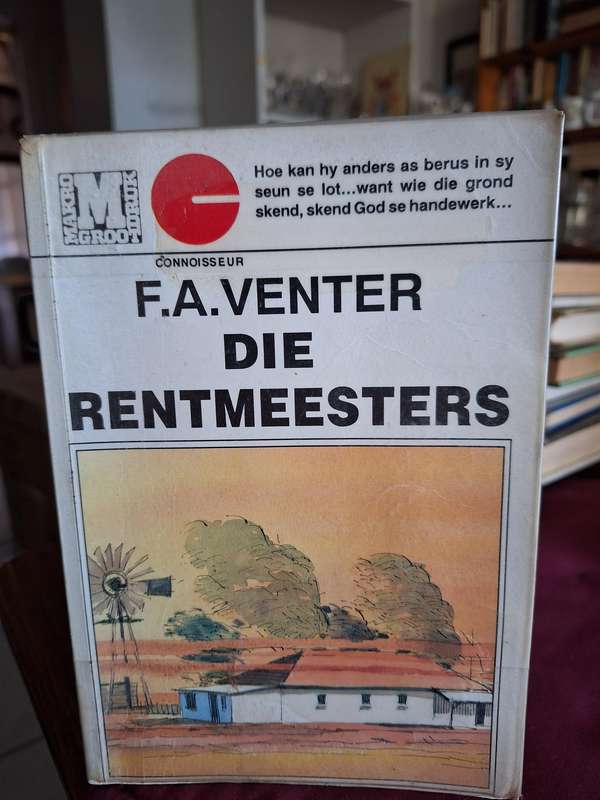 MAKRO
M
GROOT
DRUK
Hoe kan hy anders as berus in sy
seun se lot...want wie die grond
skend, skend God se handewerk...
CONNOISSEUR
F.A.VENTER
DIE
RENTMEESTERS